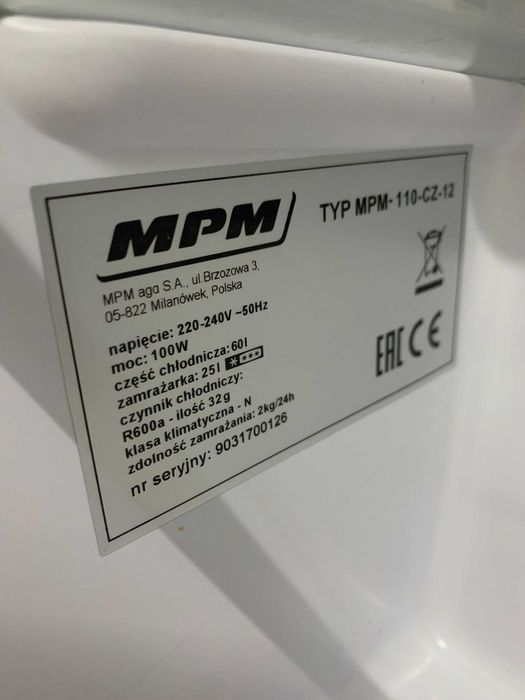 MPM
TYP MPM-110-CZ-12
MPM agd S.A., ul.Brzozowa 3,
05-822 Milanówek, Polska
napięcie: 220-240V ~50Hz
moc: 100W
część chłodnicza: 60l
zamrażarka: 25l * ***
czynnik chłodniczy:
R600a - ilość 32g
klasa klimatyczna - N
zdolność zamrażania: 2kg/24h
nr seryjny: 9031700126
EAC CE